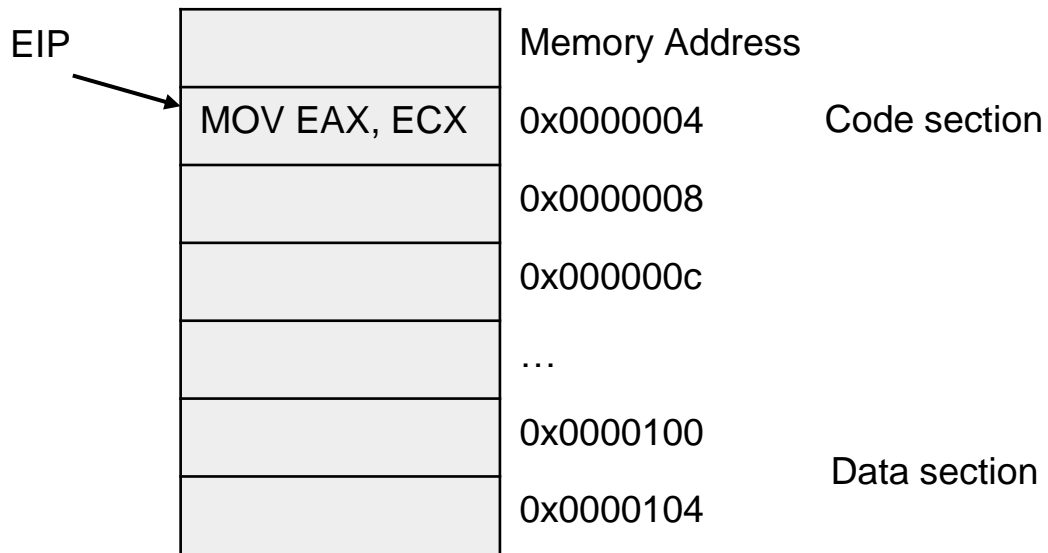 EIP
Memory Address
MOV EAX, ECX
0x0000004
Code section
0x0000008
0x000000c
…
0x0000100
Data section
0x0000104